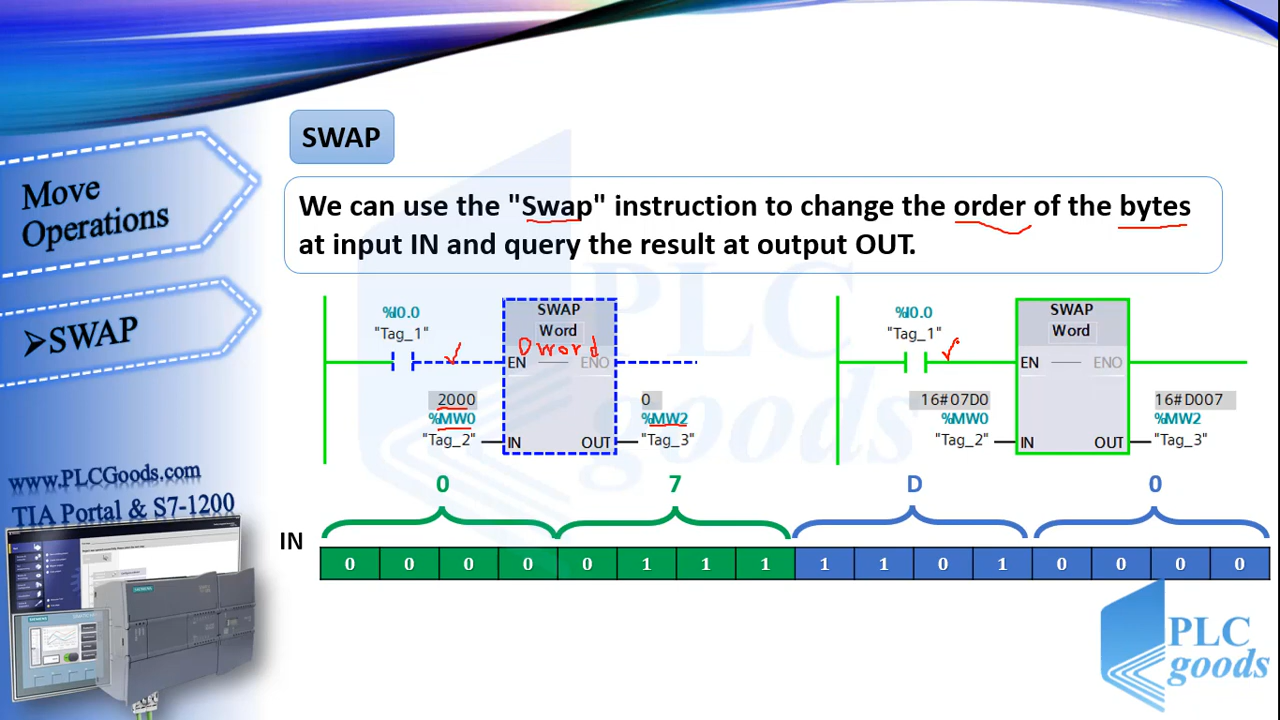 SWAP
We can use the "Swap" instruction to change the order of the bytes
at input IN and query the result at output OUT.
Move
Operations
➢SWAP
www.PLCGoods.com
TIA Portal & S7-1200
SIEMENS
SIEMENS
%I0.0
"Tag_1"
SWAP
Word
Dword
EN
ENO
2000
%MW0
"Tag_2"
IN
OUT
0
%MW2
"Tag_3"
%I0.0
"Tag_1"
SWAP
Word
EN
ENO
16#07D0
%MW0
"Tag_2"
IN
OUT
16#D007
%MW2
"Tag_3"
0 7 D 0
IN
0 0 0 0 0 1 1 1 1 1 0 1 0 0 0 0
PLC
goods
PLC
goods